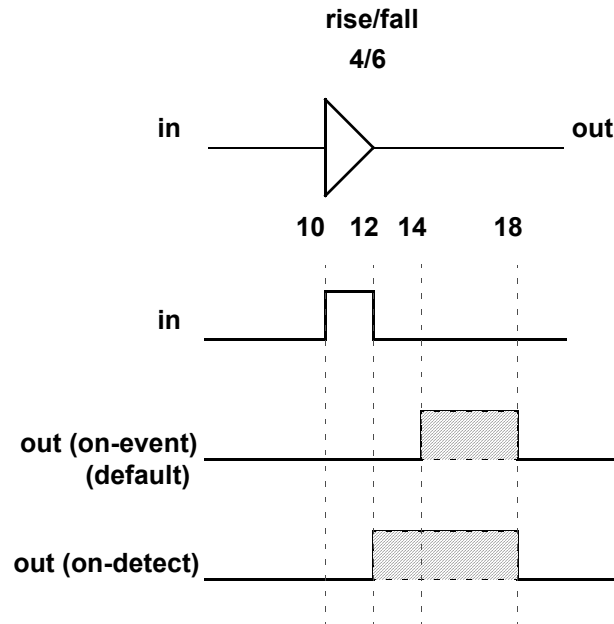 rise/fall
4/6
in
out
10 12 14 18
in
out (on-event)
(default)
out (on-detect)